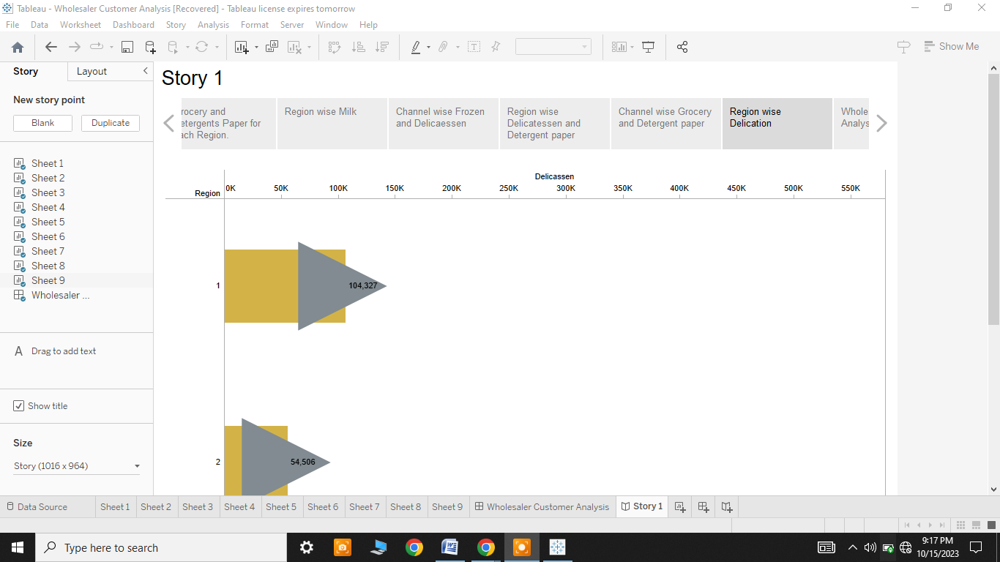 Tableau - Wholesaler Customer Analysis [Recovered] - Tableau license expires tomorrow
File Data Worksheet Dashboard Story Analysis Format Server Window Help
Show Me
Story Layout
New story point
Blank Duplicate
Sheet 1
Sheet 2
Sheet 3
Sheet 4
Sheet 5
Sheet 6
Sheet 7
Sheet 8
Sheet 9
Wholesaler ...
A Drag to add text
Show title
Size
Story (1016 x 964)
Story 1
rocery and
etergents Paper for
ach Region.
Region wise Milk
Channel wise Frozen
and Delicaessen
Region wise
Delicatessen and
Detergent paper
Channel wise Grocery
and Detergent paper
Region wise
Delication
Whole
Analys
Delicassen
Region 0K 50K 100K 150K 200K 250K 300K 350K 400K 450K 500K 550K
1 104,327
2 54,506
Data Source Sheet 1 Sheet 2 Sheet 3 Sheet 4 Sheet 5 Sheet 6 Sheet 7 Sheet 8 Sheet 9 Wholesaler Customer Analysis Story 1
Type here to search
9:17 PM
10/15/2023